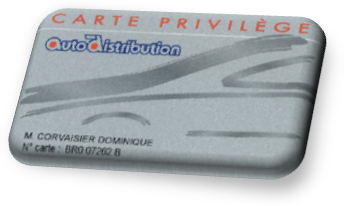 CARTE PRIVILÈGE
autodistribution
M. CORVAISIER DOMINIQUE
N° carte : BR0 07262 B